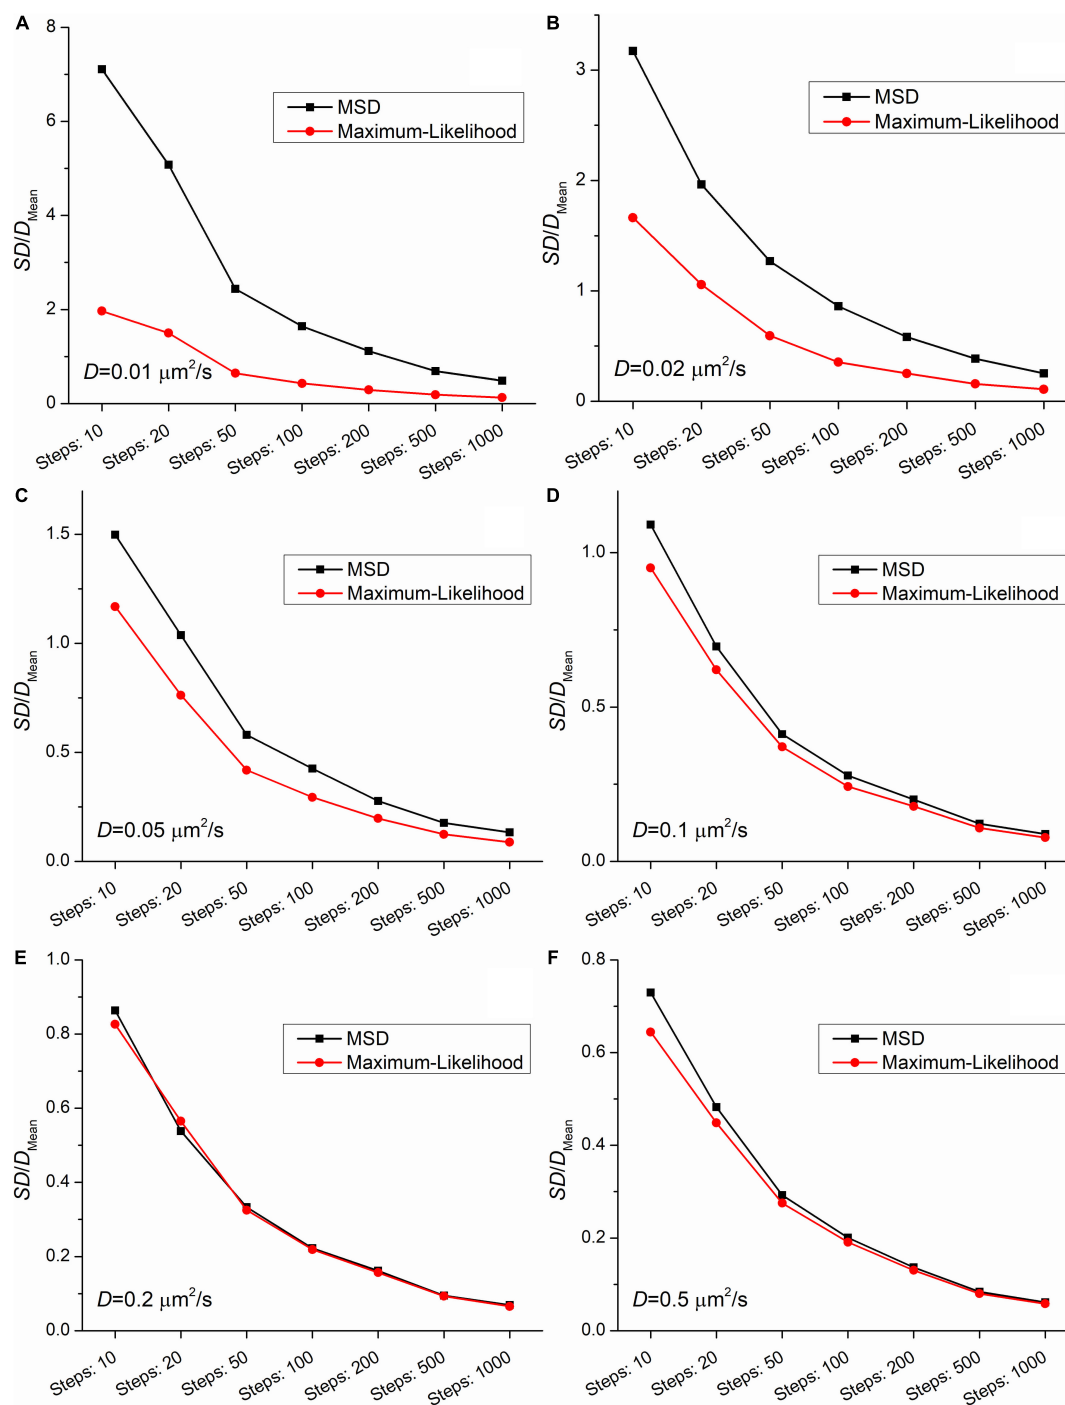 A
8
6
4
2
0
SD/D_Mean
MSD
Maximum-Likelihood
D=0.01 μm²/s
Steps: 10
Steps: 20
Steps: 50
Steps: 100
Steps: 200
Steps: 500
Steps: 1000
B
3
2
1
0
SD/D_Mean
MSD
Maximum-Likelihood
D=0.02 μm²/s
Steps: 10
Steps: 20
Steps: 50
Steps: 100
Steps: 200
Steps: 500
Steps: 1000
C
1.5
1.0
0.5
0.0
SD/D_Mean
MSD
Maximum-Likelihood
D=0.05 μm²/s
Steps: 10
Steps: 20
Steps: 50
Steps: 100
Steps: 200
Steps: 500
Steps: 1000
D
1.0
0.5
0.0
SD/D_Mean
MSD
Maximum-Likelihood
D=0.1 μm²/s
Steps: 10
Steps: 20
Steps: 50
Steps: 100
Steps: 200
Steps: 500
Steps: 1000
E
1.0
0.8
0.6
0.4
0.2
0.0
SD/D_Mean
MSD
Maximum-Likelihood
D=0.2 μm²/s
Steps: 10
Steps: 20
Steps: 50
Steps: 100
Steps: 200
Steps: 500
Steps: 1000
F
0.8
0.6
0.4
0.2
0.0
SD/D_Mean
MSD
Maximum-Likelihood
D=0.5 μm²/s
Steps: 10
Steps: 20
Steps: 50
Steps: 100
Steps: 200
Steps: 500
Steps: 1000